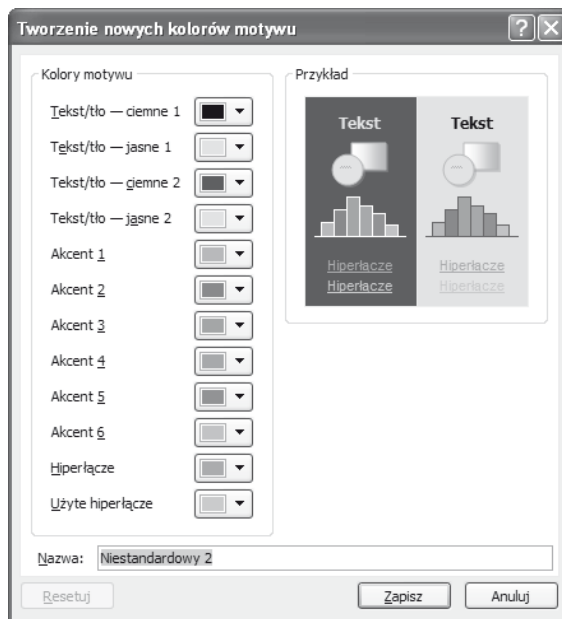 Tworzenie nowych kolorów motywu
Kolory motywu
Tekst/tło — ciemne 1
Tekst/tło — jasne 1
Tekst/tło — ciemne 2
Tekst/tło — jasne 2
Akcent 1
Akcent 2
Akcent 3
Akcent 4
Akcent 5
Akcent 6
Hiperłącze
Użyte hiperłącze
Przykład
Tekst Tekst
Hiperłącze Hiperłącze
Hiperłącze Hiperłącze
Nazwa: Niestandardowy 2
Resetuj Zapisz Anuluj